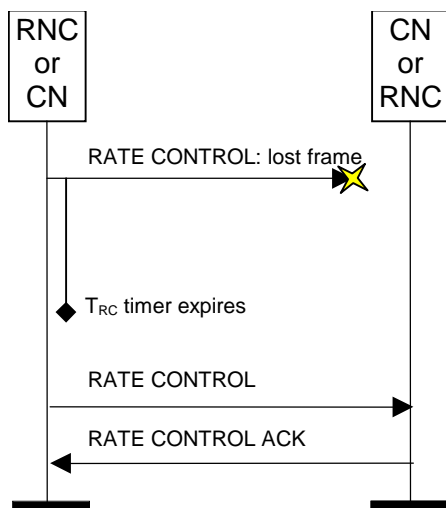 RNC
or
CN
CN
or
RNC
RATE CONTROL: lost frame
TRC timer expires
RATE CONTROL
RATE CONTROL ACK